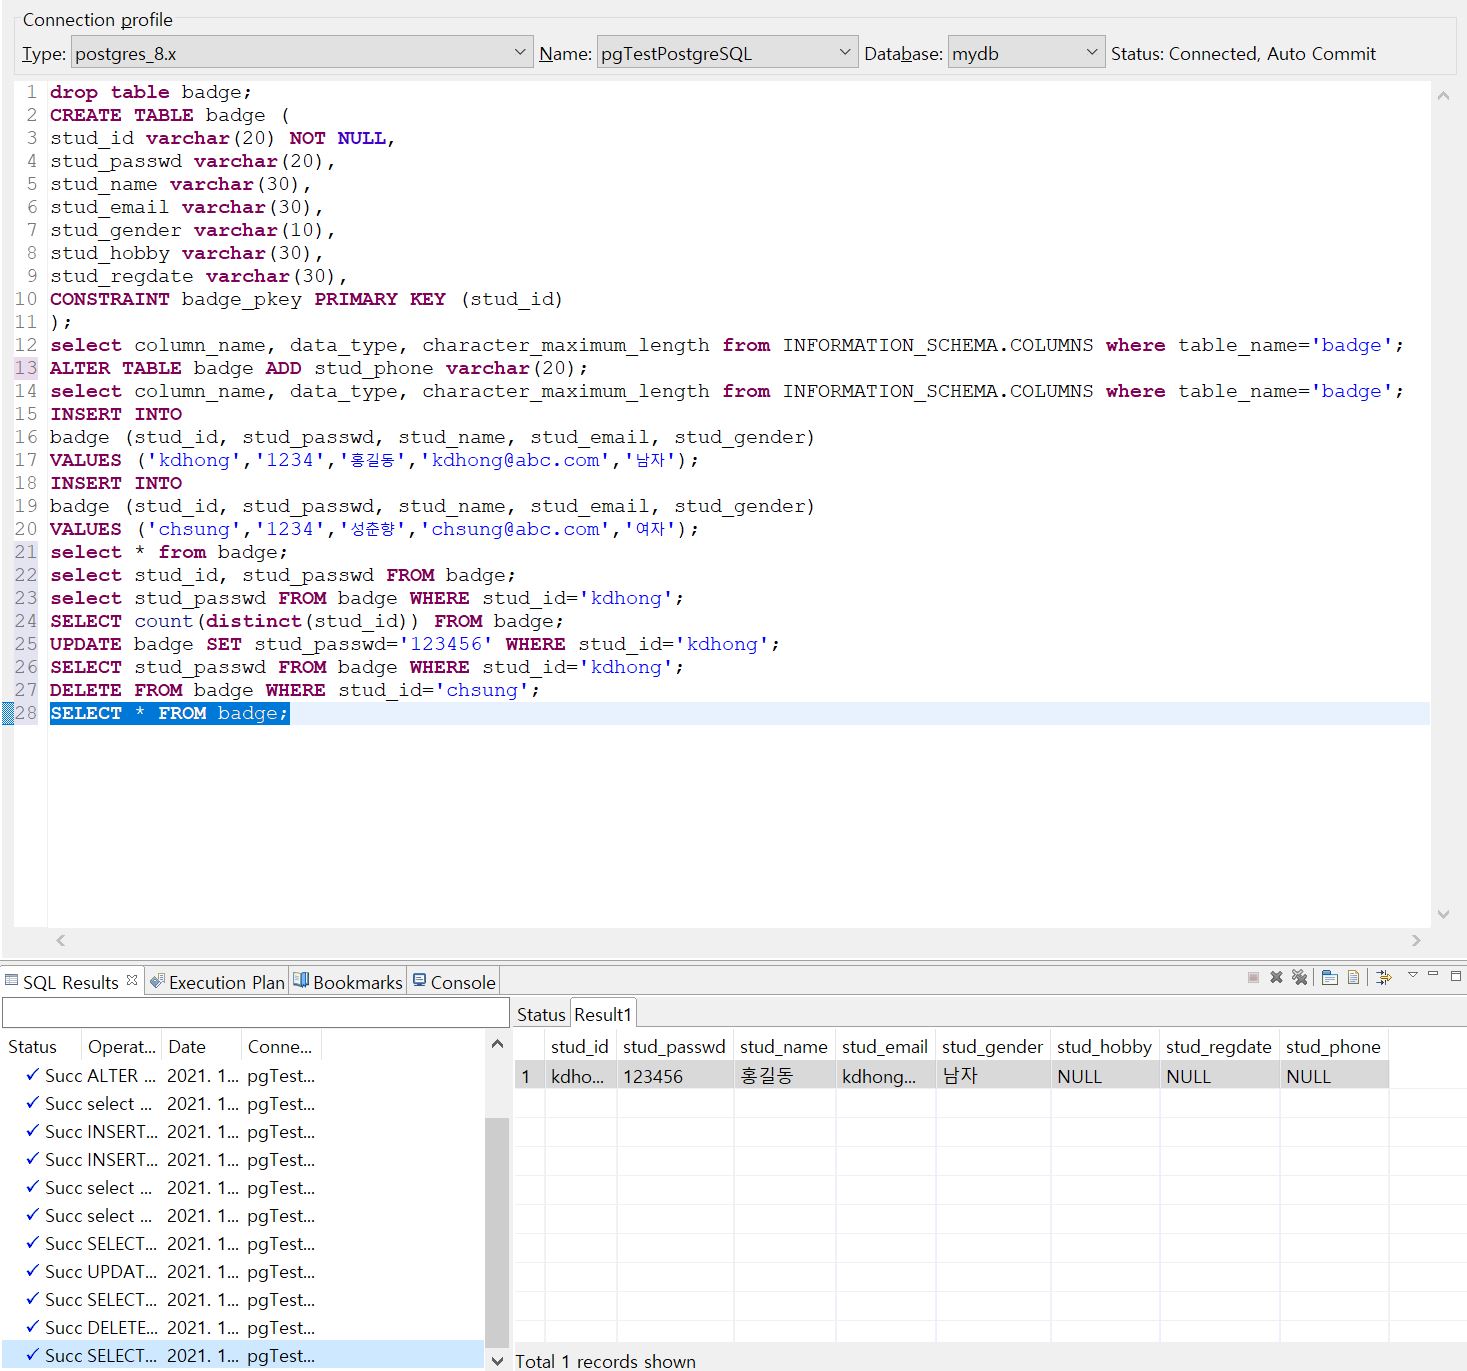 Connection profile
Type: postgres_8.x Name: pgTestPostgreSQL Database: mydb Status: Connected, Auto Commit
1 drop table badge;
2 CREATE TABLE badge (
3 stud_id varchar(20) NOT NULL,
4 stud_passwd varchar(20),
5 stud_name varchar(30),
6 stud_email varchar(30),
7 stud_gender varchar(10),
8 stud_hobby varchar(30),
9 stud_regdate varchar(30),
10 CONSTRAINT badge_pkey PRIMARY KEY (stud_id)
11 );
12 select column_name, data_type, character_maximum_length from INFORMATION_SCHEMA.COLUMNS where table_name='badge';
13 ALTER TABLE badge ADD stud_phone varchar(20);
14 select column_name, data_type, character_maximum_length from INFORMATION_SCHEMA.COLUMNS where table_name='badge';
15 INSERT INTO
16 badge (stud_id, stud_passwd, stud_name, stud_email, stud_gender)
17 VALUES ('kdhong','1234','홍길동','kdhong@abc.com','남자');
18 INSERT INTO
19 badge (stud_id, stud_passwd, stud_name, stud_email, stud_gender)
20 VALUES ('chsung','1234','성춘향','chsung@abc.com','여자');
21 select * from badge;
22 select stud_id, stud_passwd FROM badge;
23 select stud_passwd FROM badge WHERE stud_id='kdhong';
24 SELECT count(distinct(stud_id)) FROM badge;
25 UPDATE badge SET stud_passwd='123456' WHERE stud_id='kdhong';
26 SELECT stud_passwd FROM badge WHERE stud_id='kdhong';
27 DELETE FROM badge WHERE stud_id='chsung';
28 SELECT * FROM badge;
SQL Results Execution Plan Bookmarks Console
Status Operat... Date Conne...
Succ ALTER ... 2021. 1... pgTest...
Succ select ... 2021. 1... pgTest...
Succ INSERT... 2021. 1... pgTest...
Succ INSERT... 2021. 1... pgTest...
Succ select ... 2021. 1... pgTest...
Succ select ... 2021. 1... pgTest...
Succ SELECT... 2021. 1... pgTest...
Succ UPDAT... 2021. 1... pgTest...
Succ SELECT... 2021. 1... pgTest...
Succ DELETE... 2021. 1... pgTest...
Succ SELECT... 2021. 1... pgTest...
Status Result1
stud_id stud_passwd stud_name stud_email stud_gender stud_hobby stud_regdate stud_phone
1 kdho... 123456 홍길동 kdhong... 남자 NULL NULL NULL
Total 1 records shown